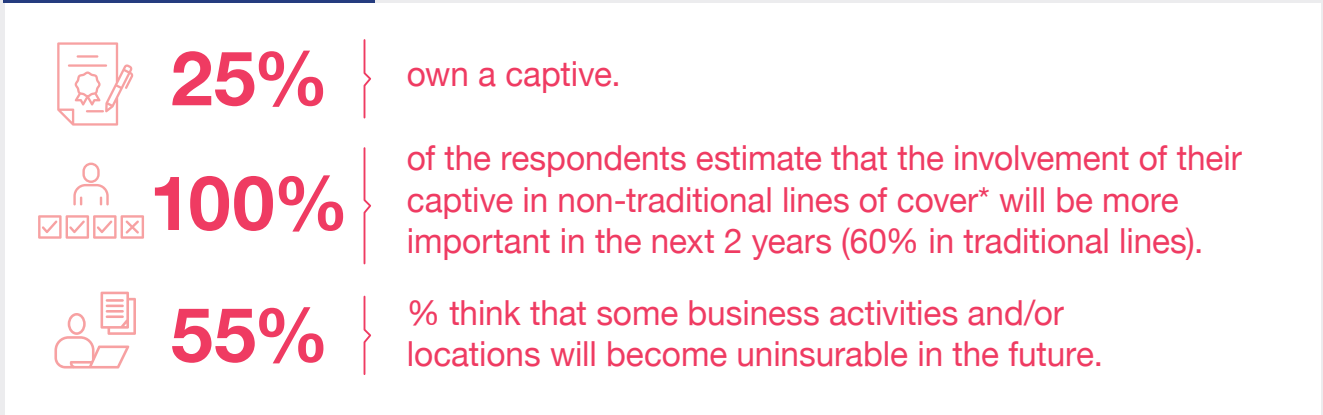 25%
own a captive.
100%
of the respondents estimate that the involvement of their
captive in non-traditional lines of cover* will be more
important in the next 2 years (60% in traditional lines).
55%
% think that some business activities and/or
locations will become uninsurable in the future.